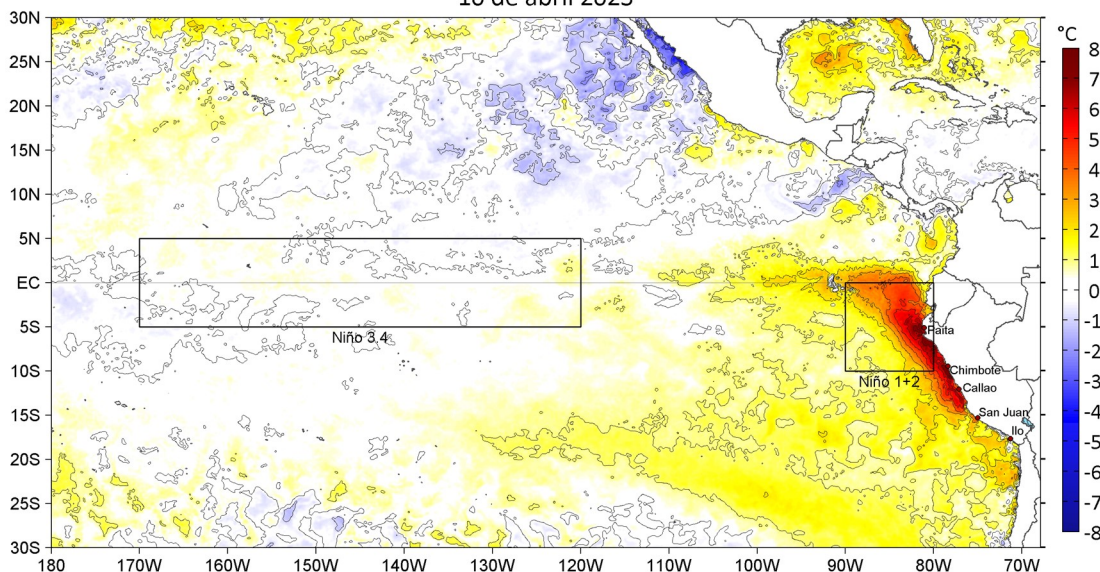 de abril 2023
°C
30N
25N
20N
15N
10N
5N
EC
5S
10S
15S
20S
25S
30S
180
170W
160W
150W
140W
130W
120W
110W
100W
90W
80W
70W
Niño 3.4
Niño 1+2
Paita
Chimbote
Callao
San Juan
Ilo
8
7
6
5
4
3
2
1
0
-1
-2
-3
-4
-5
-6
-7
-8